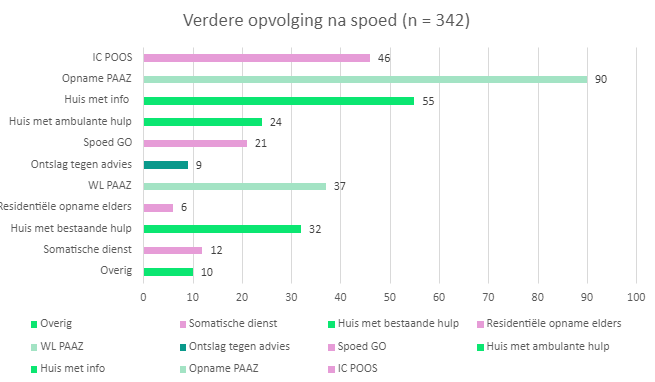 Verdere opvolging na spoed (n = 342)
IC POOS 46
Opname PAAZ 90
Huis met info 55
Huis met ambulante hulp 24
Spoed GO 21
Ontslag tegen advies 9
WL PAAZ 37
Residentiële opname elders 6
Huis met bestaande hulp 32
Somatische dienst 12
Overig 10
0 10 20 30 40 50 60 70 80 90 100
Overig Somatische dienst Huis met bestaande hulp Residentiële opname elders
WL PAAZ Ontslag tegen advies Spoed GO Huis met ambulante hulp
Huis met info Opname PAAZ IC POOS